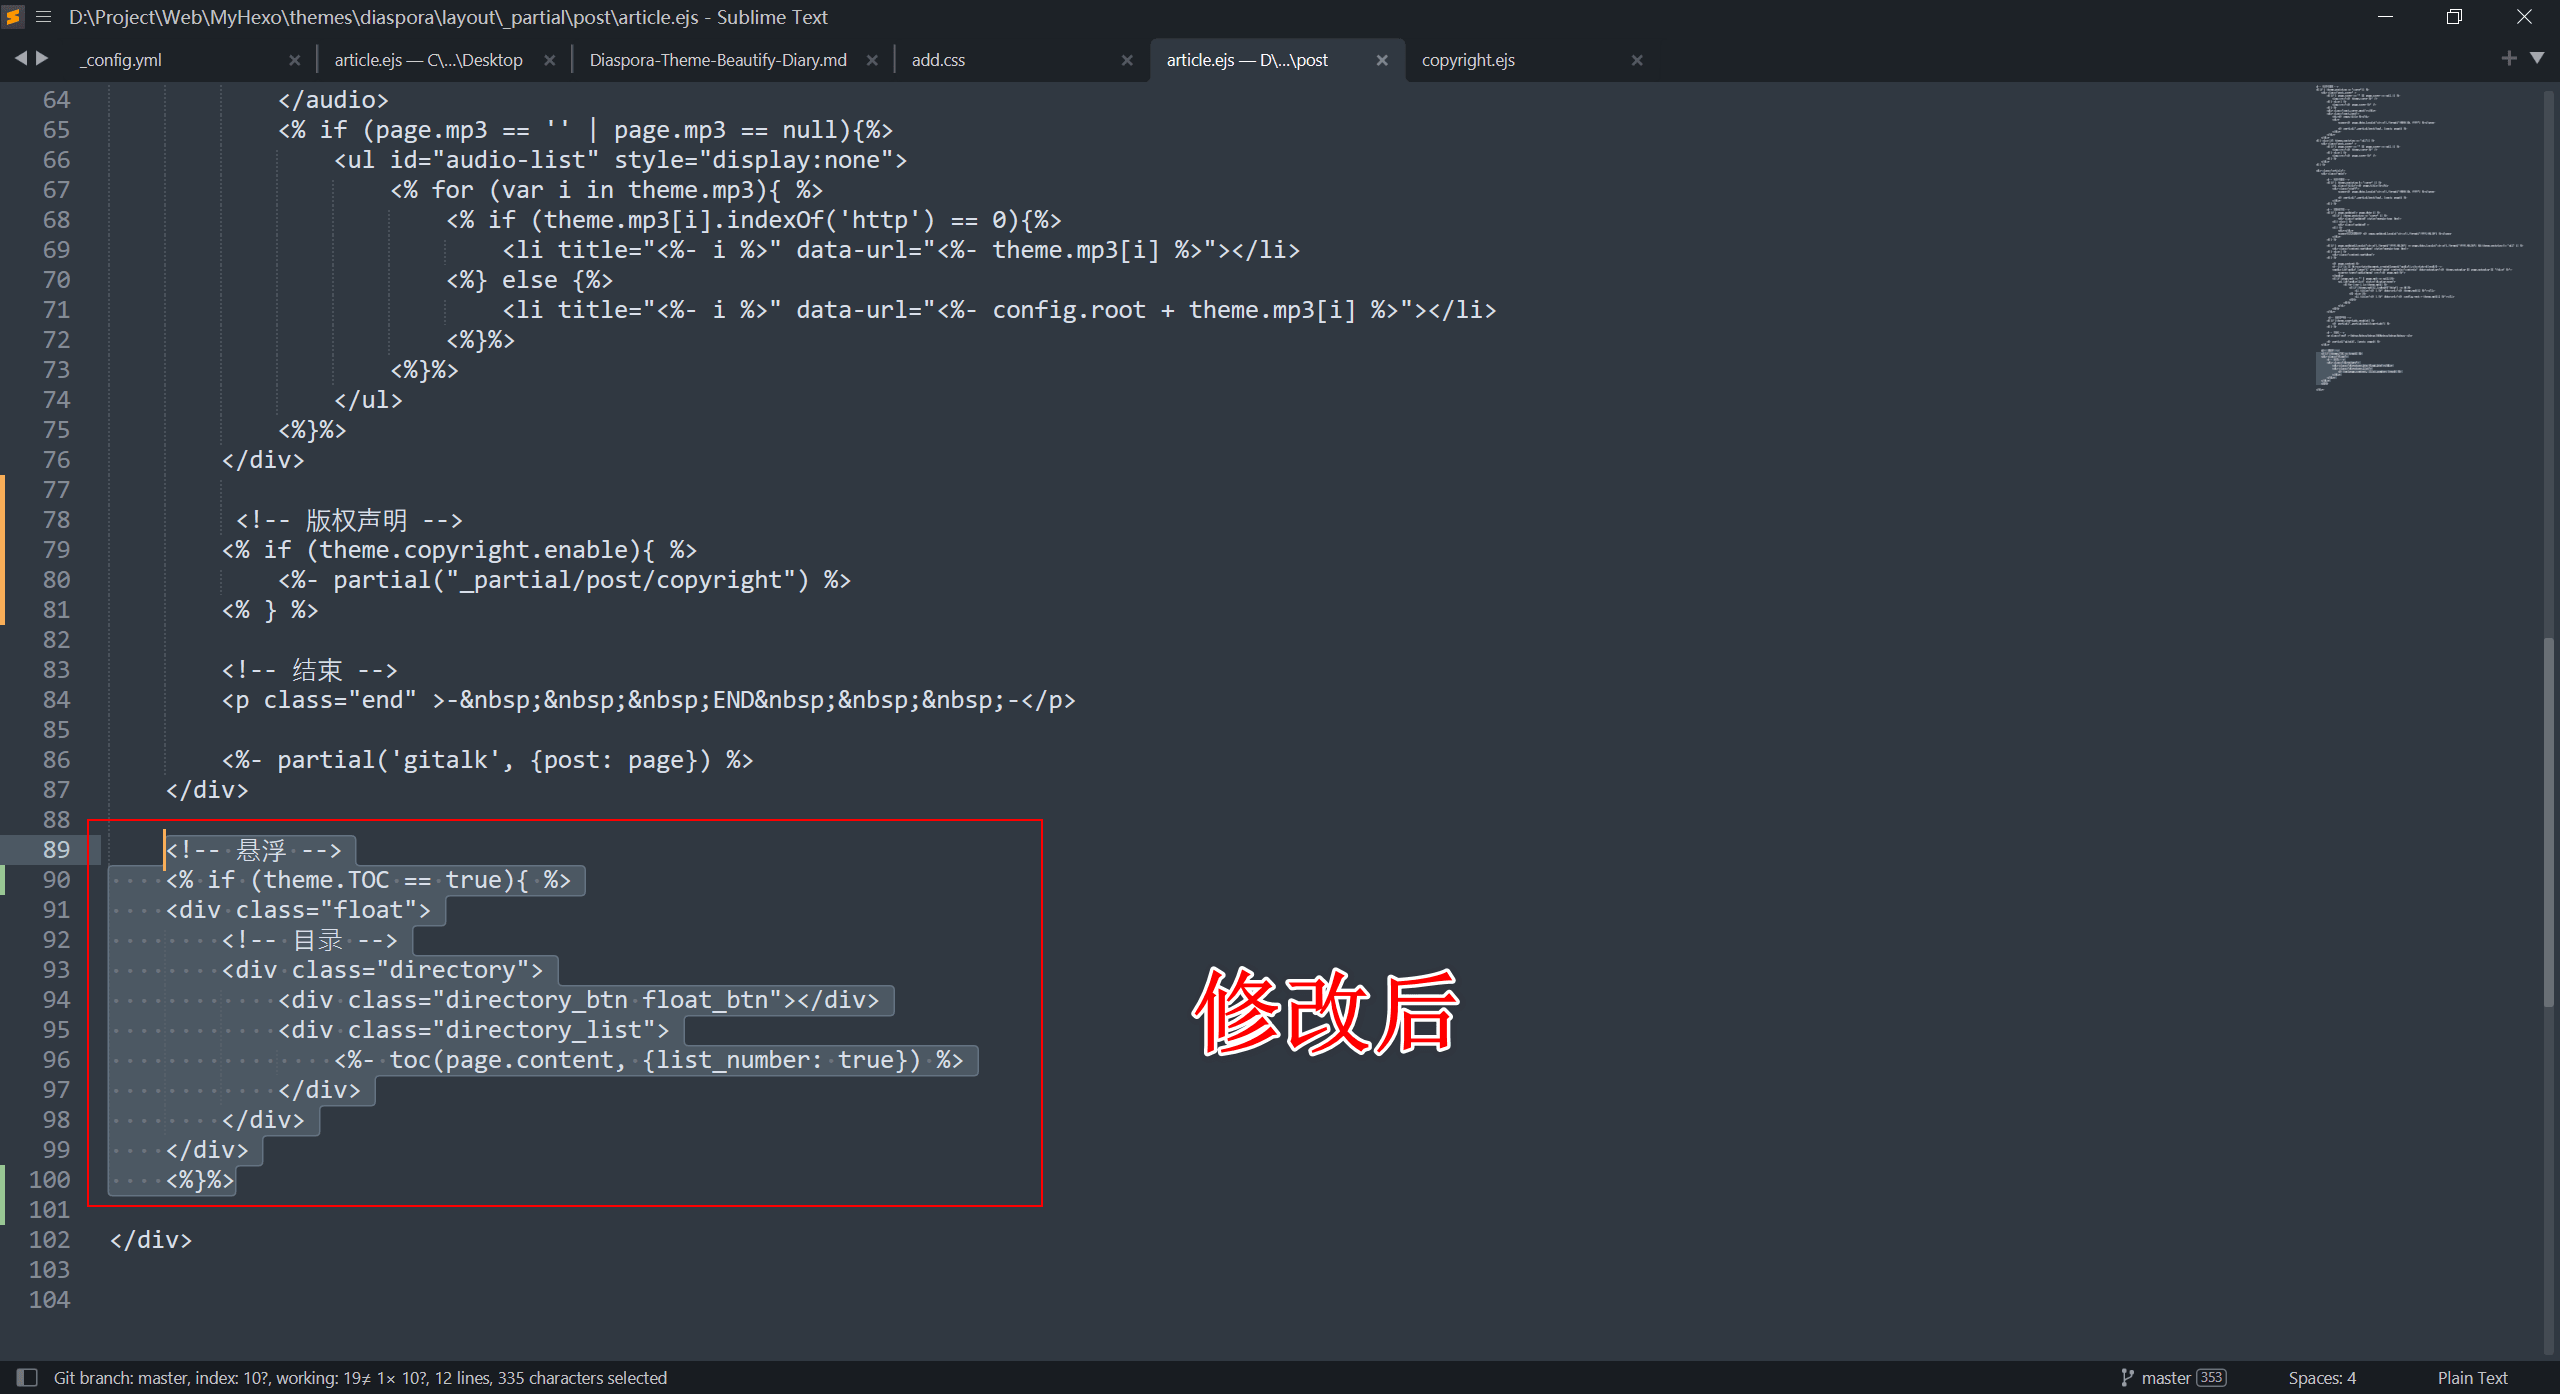 D:\Project\Web\MyHexo\themes\diaspora\layout\_partial\post\article.ejs - Sublime Text
_config.yml
article.ejs — C\...\Desktop
Diaspora-Theme-Beautify-Diary.md
add.css
article.ejs — D\...\post
copyright.ejs
64 </audio>
65 <% if (page.mp3 == '' | page.mp3 == null){%>
66 <ul id="audio-list" style="display:none">
67 <% for (var i in theme.mp3){ %>
68 <% if (theme.mp3[i].indexOf('http') == 0){%>
69 <li title="<%- i %>" data-url="<%- theme.mp3[i] %>"></li>
70 <%} else {%>
71 <li title="<%- i %>" data-url="<%- config.root + theme.mp3[i] %>"></li>
72 <%}%>
73 <%}%>
74 </ul>
75 <%}%>
76 </div>
77
78 <!-- 版权声明 -->
79 <% if (theme.copyright.enable){ %>
80 <%- partial("_partial/post/copyright") %>
81 <% } %>
82
83 <!-- 结束 -->
84 <p class="end" >-&nbsp;&nbsp;&nbsp;END&nbsp;&nbsp;&nbsp;-</p>
85
86 <%- partial('gitalk', {post: page}) %>
87 </div>
88
89 <!-- 悬浮 -->
90 <% if (theme.TOC == true){ %>
91 <div class="float">
92 <!-- 目录 -->
93 <div class="directory">
94 <div class="directory_btn float_btn"></div>
95 <div class="directory_list">
96 <%- toc(page.content, {list_number: true}) %>
97 </div>
98 </div>
99 </div>
100 <%}%>
101
102 </div>
103
104
修改后
Git branch: master, index: 10?, working: 19≠ 1× 10?, 12 lines, 335 characters selected
master 353
Spaces: 4
Plain Text